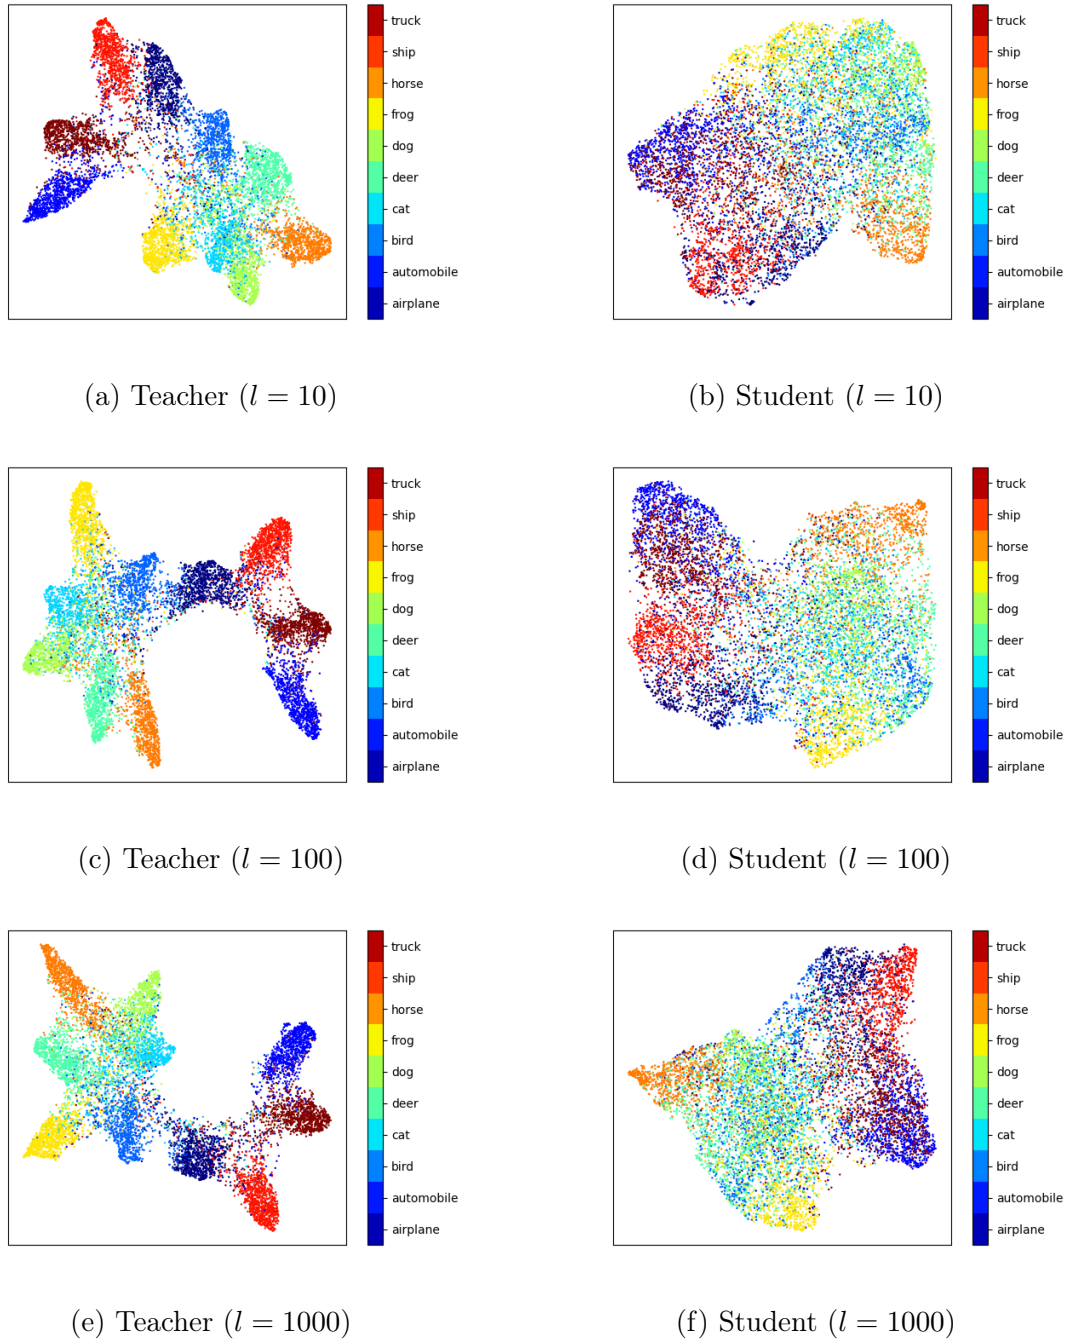 truck
ship
horse
frog
dog
deer
cat
bird
automobile
airplane
truck
ship
horse
frog
dog
deer
cat
bird
automobile
airplane
(a) Teacher (l = 10)
(b) Student (l = 10)
truck
ship
horse
frog
dog
deer
cat
bird
automobile
airplane
truck
ship
horse
frog
dog
deer
cat
bird
automobile
airplane
(c) Teacher (l = 100)
(d) Student (l = 100)
truck
ship
horse
frog
dog
deer
cat
bird
automobile
airplane
truck
ship
horse
frog
dog
deer
cat
bird
automobile
airplane
(e) Teacher (l = 1000)
(f) Student (l = 1000)